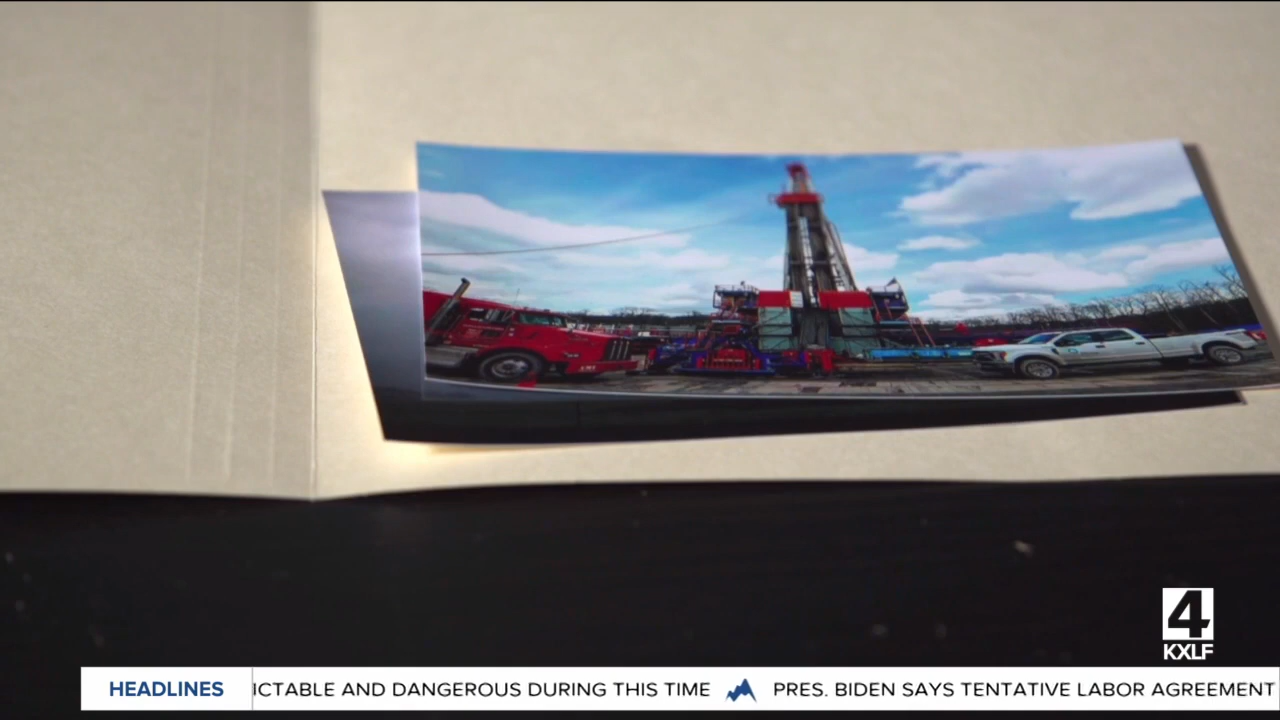 4
KXLF
HEADLINES
ICTABLE AND DANGEROUS DURING THIS TIME PRES. BIDEN SAYS TENTATIVE LABOR AGREEMENT